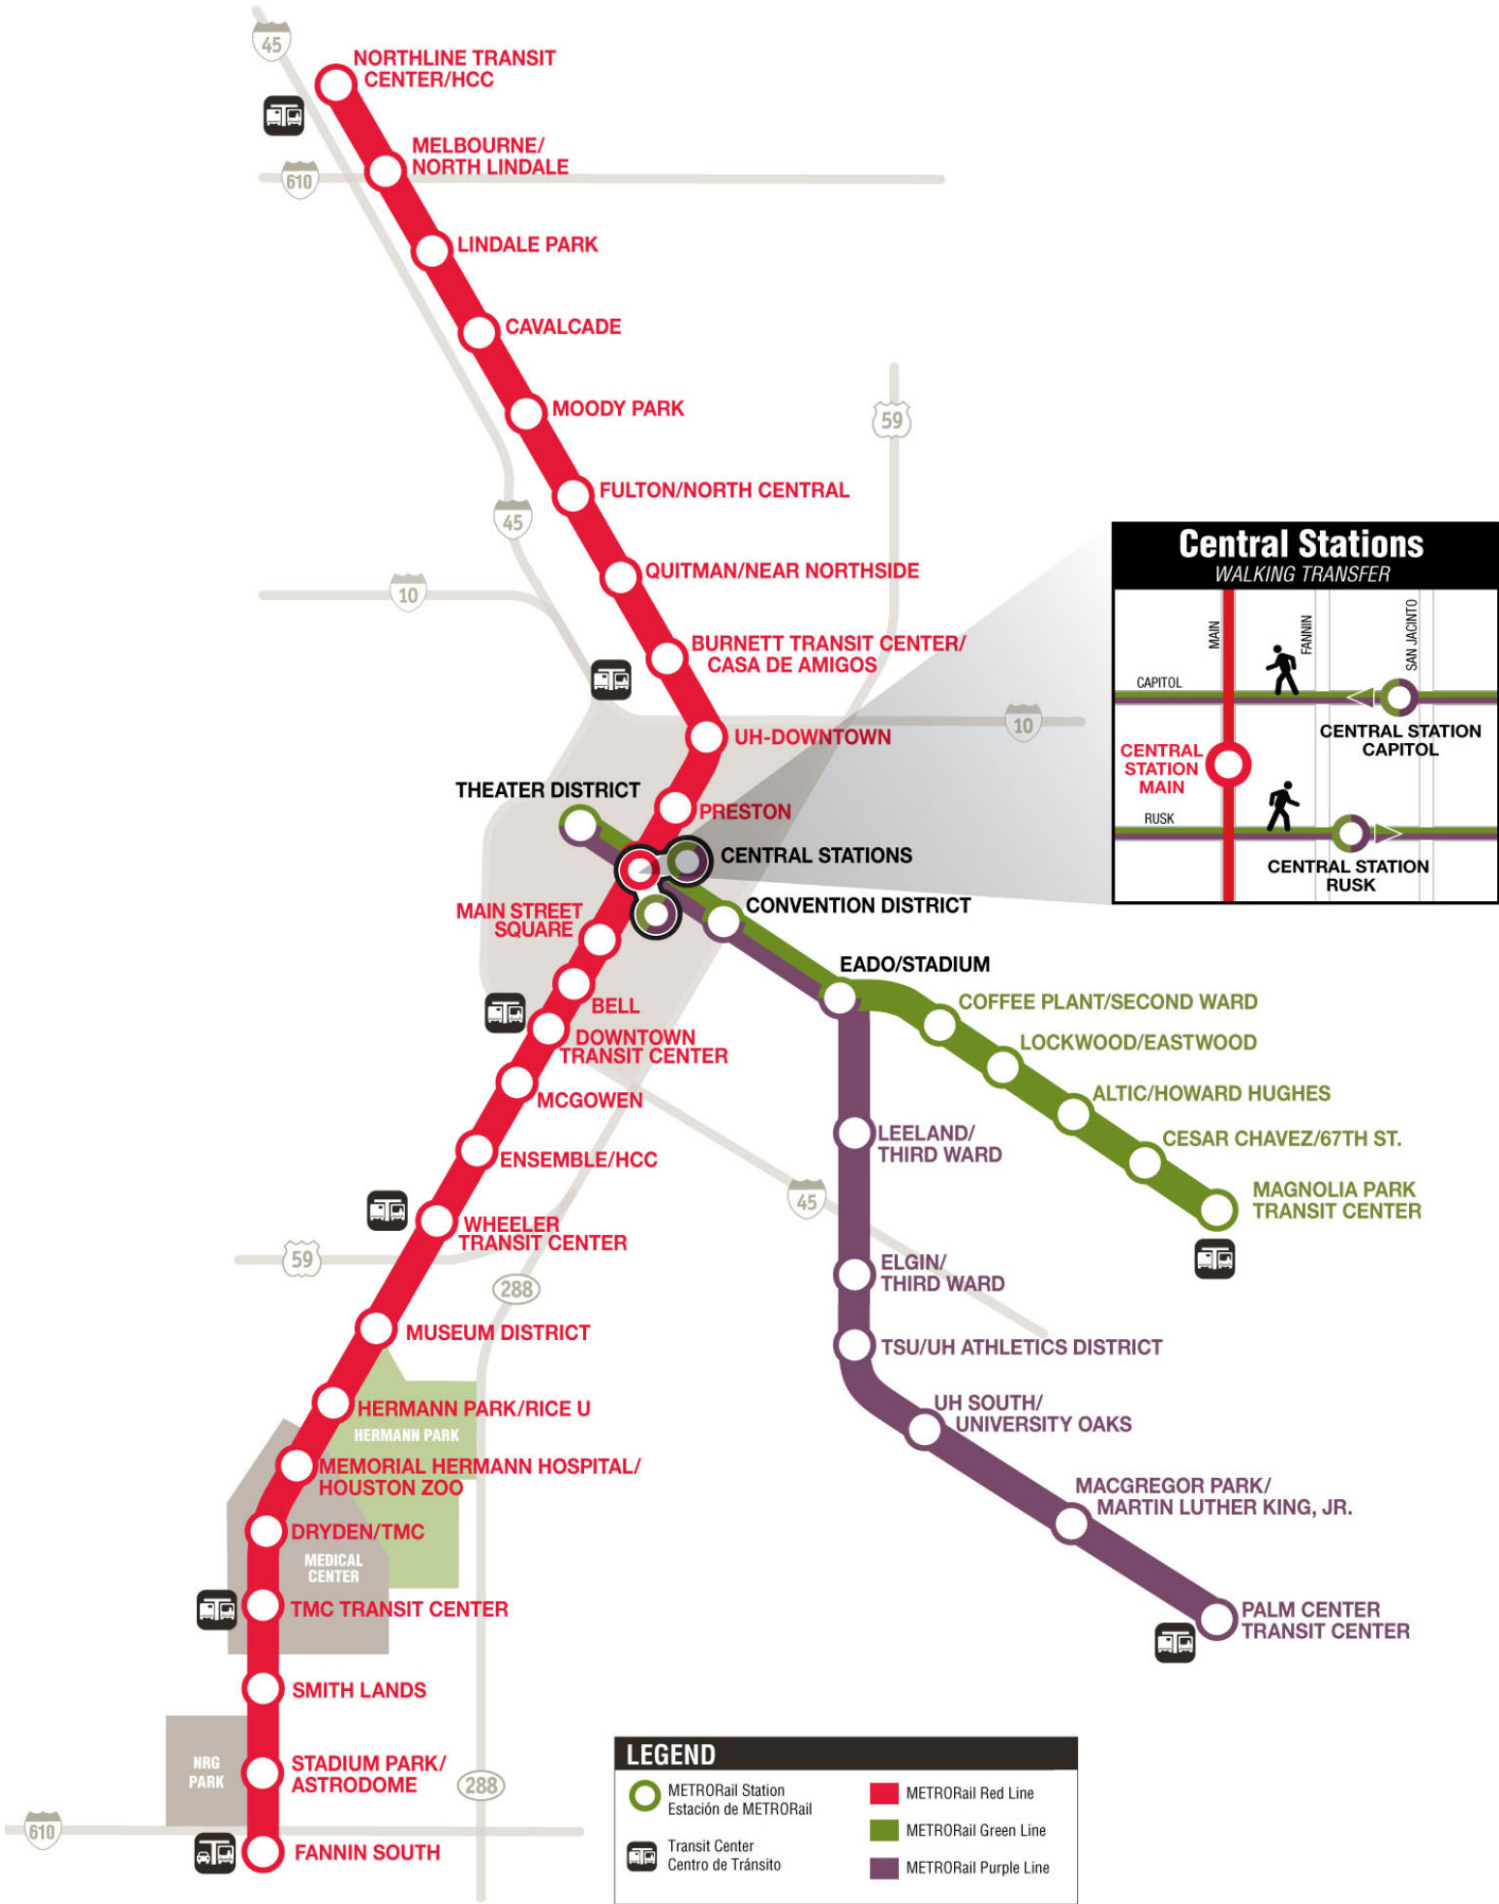 45
NORTHLINE TRANSIT
CENTER/HCC
MELBOURNE/
NORTH LINDALE
610
LINDALE PARK
CAVALCADE
MOODY PARK
59
FULTON/NORTH CENTRAL
45
QUITMAN/NEAR NORTHSIDE
10
BURNETT TRANSIT CENTER/
CASA DE AMIGOS
UH-DOWNTOWN
10
THEATER DISTRICT
PRESTON
CENTRAL STATIONS
MAIN STREET
SQUARE
CONVENTION DISTRICT
EADO/STADIUM
BELL
COFFEE PLANT/SECOND WARD
DOWNTOWN
TRANSIT CENTER
LOCKWOOD/EASTWOOD
MCGOWEN
ALTIC/HOWARD HUGHES
LEELAND/
THIRD WARD
CESAR CHAVEZ/67TH ST.
ENSEMBLE/HCC
MAGNOLIA PARK
TRANSIT CENTER
45
WHEELER
TRANSIT CENTER
59
ELGIN/
THIRD WARD
288
MUSEUM DISTRICT
TSU/UH ATHLETICS DISTRICT
HERMANN PARK/RICE U
HERMANN PARK
UH SOUTH/
UNIVERSITY OAKS
MEMORIAL HERMANN HOSPITAL/
HOUSTON ZOO
MACGREGOR PARK/
MARTIN LUTHER KING, JR.
DRYDEN/TMC
MEDICAL
CENTER
TMC TRANSIT CENTER
PALM CENTER
TRANSIT CENTER
SMITH LANDS
NRG
PARK
STADIUM PARK/
ASTRODOME
288
610
FANNIN SOUTH
Central Stations
WALKING TRANSFER
MAIN
FANNIN
SAN JACINTO
CAPITOL
CENTRAL STATION
CAPITOL
CENTRAL
STATION
MAIN
RUSK
CENTRAL STATION
RUSK
LEGEND
METRORail Station
Estación de METRORail
Transit Center
Centro de Tránsito
METRORail Red Line
METRORail Green Line
METRORail Purple Line